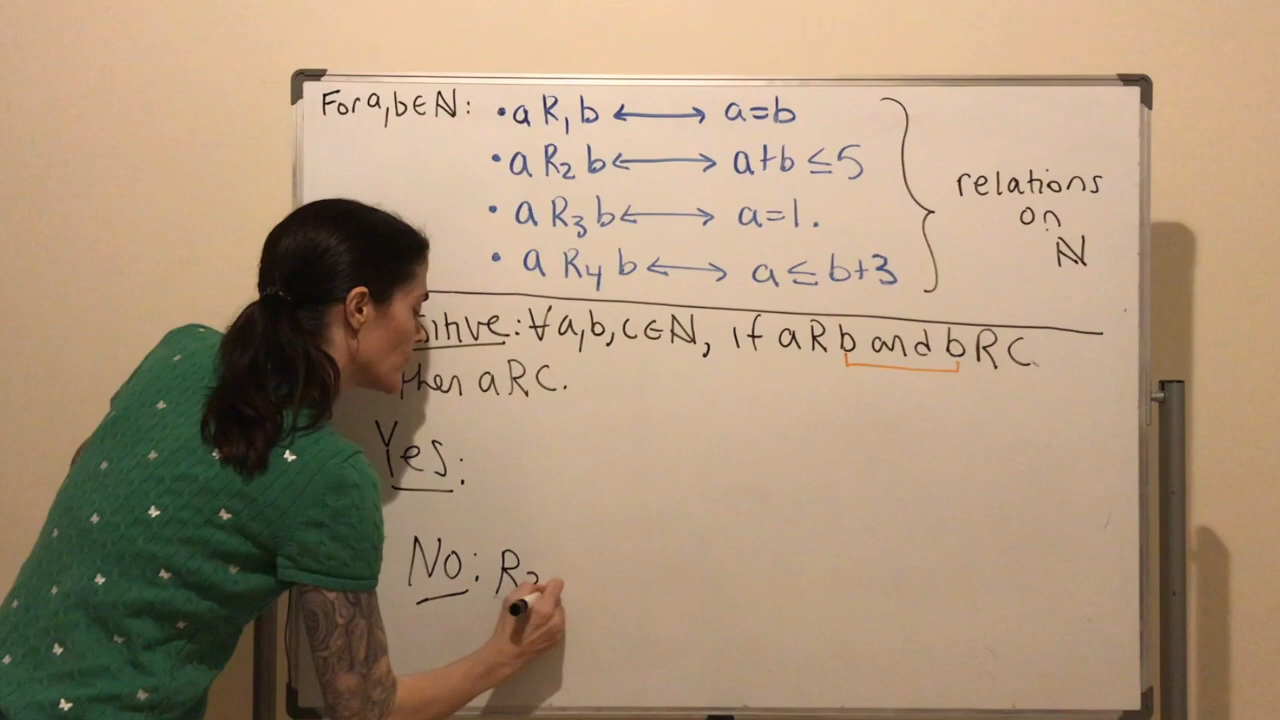 For a,b∈ℕ: • a R₁ b ⟷ a=b
• a R₂ b ⟷ a+b ≤5
• a R₃ b ⟷ a=1.
• a R₄ b ⟷ a ≤ b+3
relations
on
ℕ
sitive: ∀ a,b,c∈ℕ, if aRb and bRC
then aRC.
Yes:
No: R₂